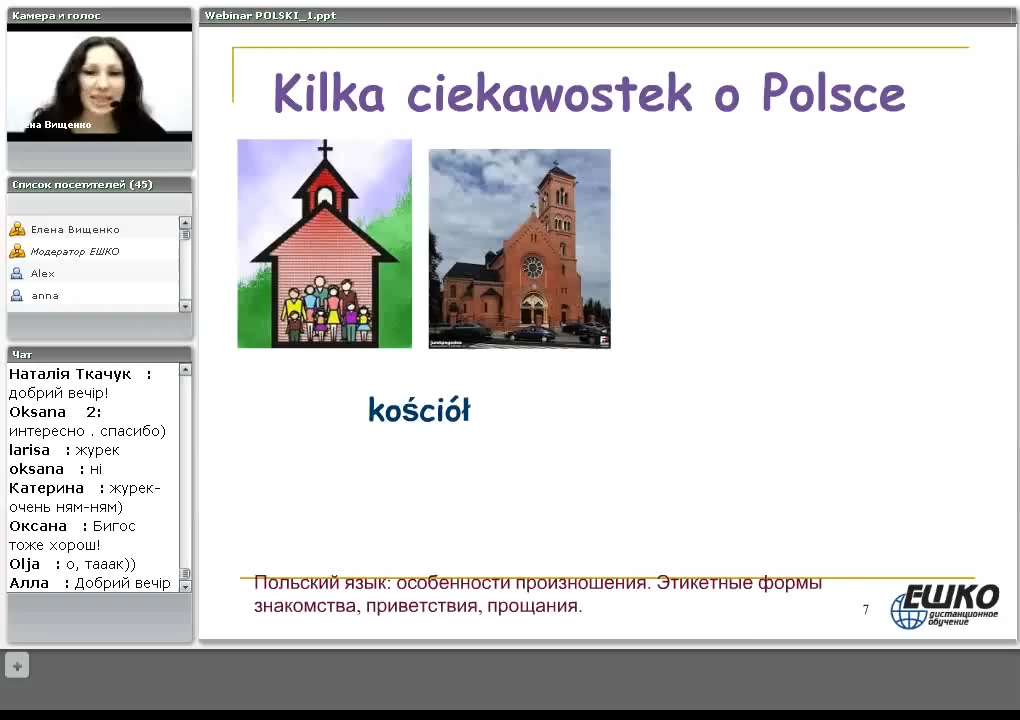 Камера и голос
на Вищенко
Список посетителей (45)
Елена Вищенко
Модератор ЕШКО
Alex
anna
Чат
Наталія Ткачук :
добрий вечір!
Oksana 2:
интересно . спасибо)
larisa : журек
oksana : ні
Катерина : журек-
очень ням-ням)
Оксана : Бигос
тоже хорош!
Olja : о, тааак))
Алла : Добрий вечір
Webinar POLSKI_1.ppt
Kilka ciekawostek o Polsce
kościół
Польский язык: особенности произношения. Этикетные формы
знакомства, приветствия, прощания.
7
ЕШКО
дистанционное
обучение